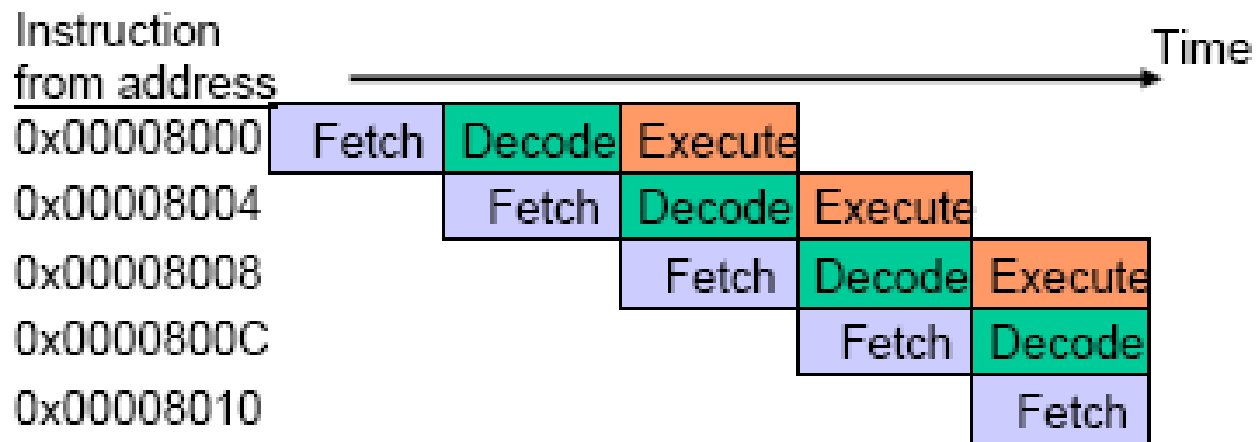 Instruction
from address
Time
0x00008000 Fetch Decode Execute
0x00008004 Fetch Decode Execute
0x00008008 Fetch Decode Execute
0x0000800C Fetch Decode
0x00008010 Fetch